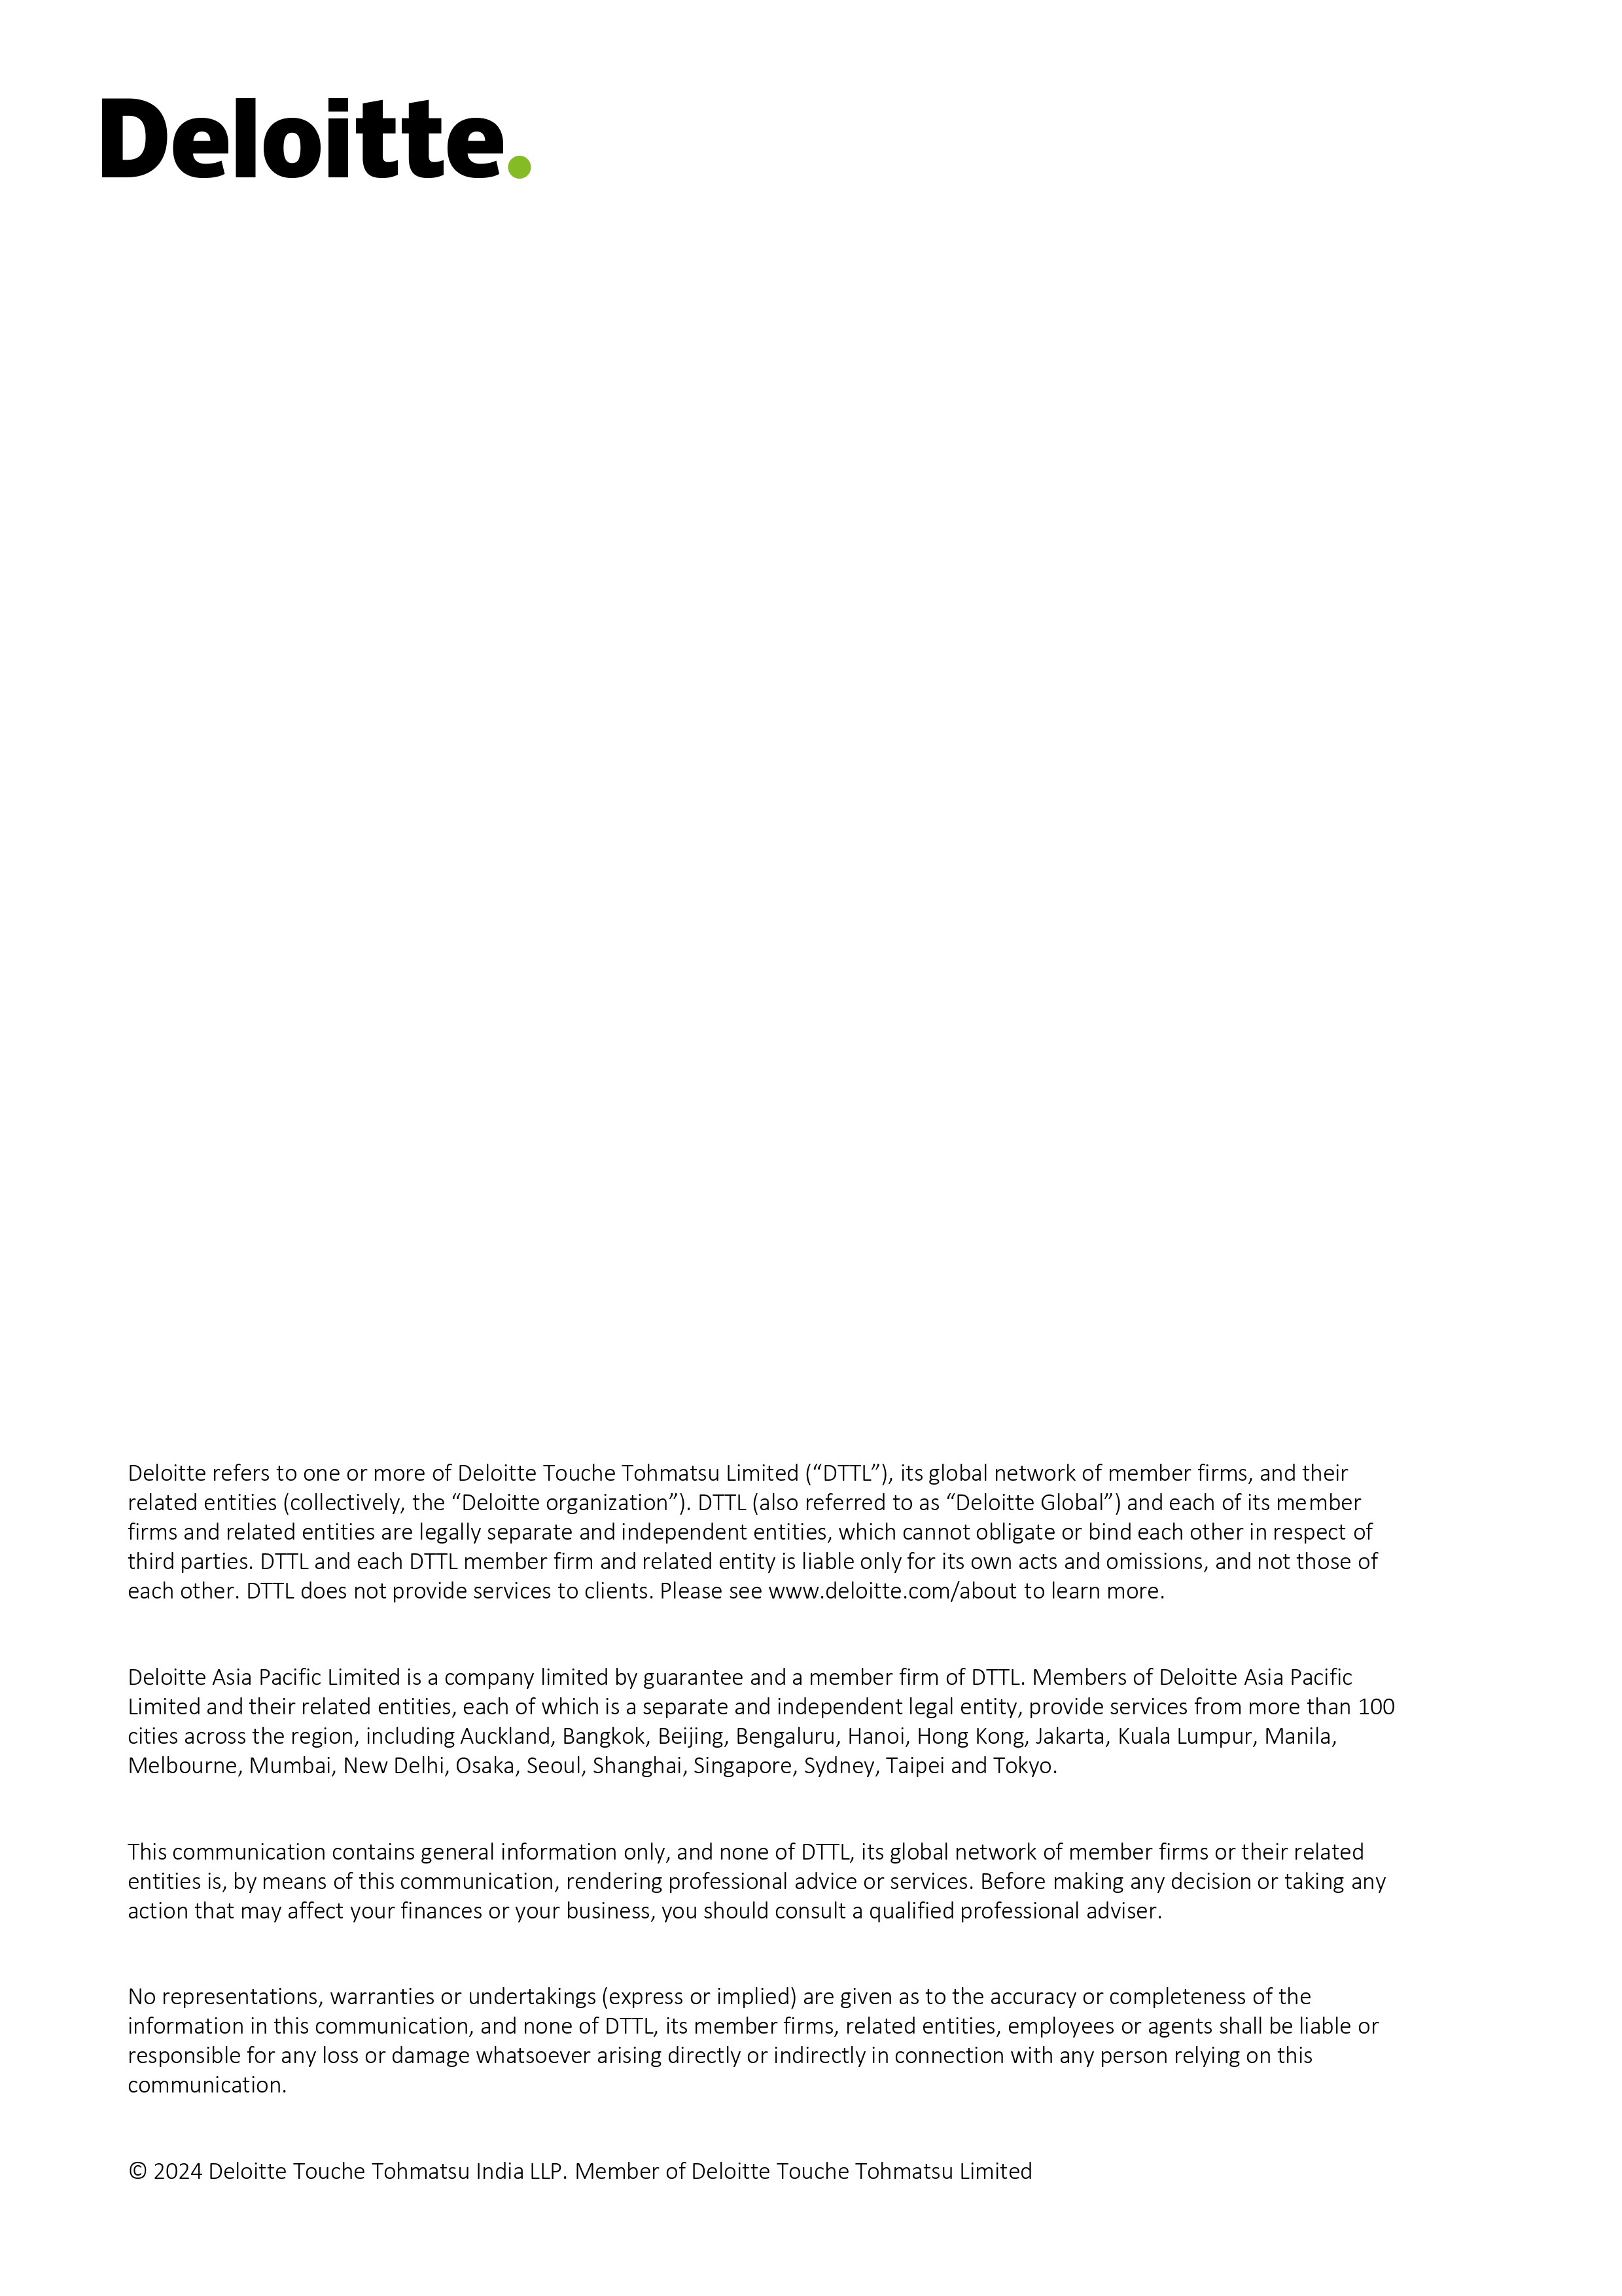 Deloitte.
Deloitte refers to one or more of Deloitte Touche Tohmatsu Limited (“DTTL”), its global network of member firms, and their
related entities (collectively, the “Deloitte organization”). DTTL (also referred to as “Deloitte Global”) and each of its member
firms and related entities are legally separate and independent entities, which cannot obligate or bind each other in respect of
third parties. DTTL and each DTTL member firm and related entity is liable only for its own acts and omissions, and not those of
each other. DTTL does not provide services to clients. Please see www.deloitte.com/about to learn more.
Deloitte Asia Pacific Limited is a company limited by guarantee and a member firm of DTTL. Members of Deloitte Asia Pacific
Limited and their related entities, each of which is a separate and independent legal entity, provide services from more than 100
cities across the region, including Auckland, Bangkok, Beijing, Bengaluru, Hanoi, Hong Kong, Jakarta, Kuala Lumpur, Manila,
Melbourne, Mumbai, New Delhi, Osaka, Seoul, Shanghai, Singapore, Sydney, Taipei and Tokyo.
This communication contains general information only, and none of DTTL, its global network of member firms or their related
entities is, by means of this communication, rendering professional advice or services. Before making any decision or taking any
action that may affect your finances or your business, you should consult a qualified professional adviser.
No representations, warranties or undertakings (express or implied) are given as to the accuracy or completeness of the
information in this communication, and none of DTTL, its member firms, related entities, employees or agents shall be liable or
responsible for any loss or damage whatsoever arising directly or indirectly in connection with any person relying on this
communication.
© 2024 Deloitte Touche Tohmatsu India LLP. Member of Deloitte Touche Tohmatsu Limited